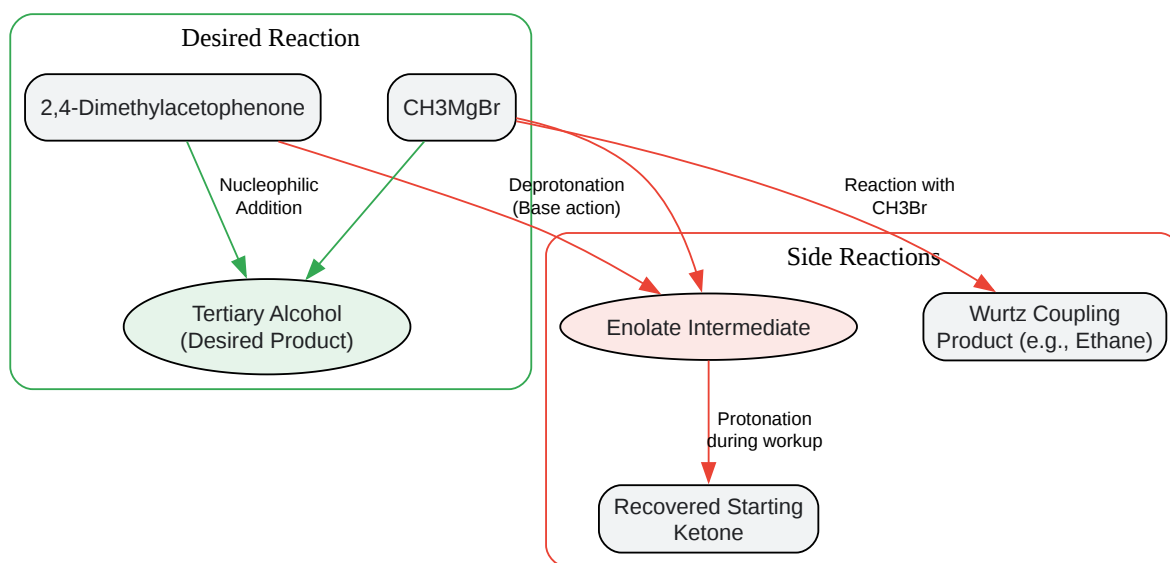 Desired Reaction
2,4-Dimethylacetophenone
CH3MgBr
Nucleophilic
Addition
Deprotonation
(Base action)
Reaction with
CH3Br
Side Reactions
Tertiary Alcohol
(Desired Product)
Enolate Intermediate
Wurtz Coupling
Product (e.g., Ethane)
Protonation
during workup
Recovered Starting
Ketone